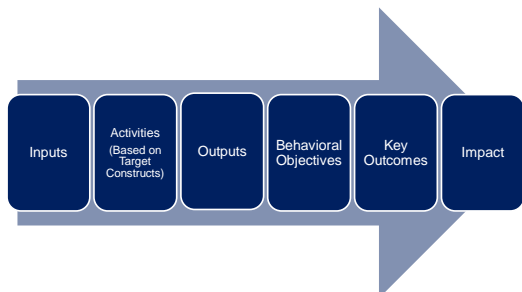 Inputs
Activities
(Based on
Target
Constructs)
Outputs
Behavioral
Objectives
Key
Outcomes
Impact